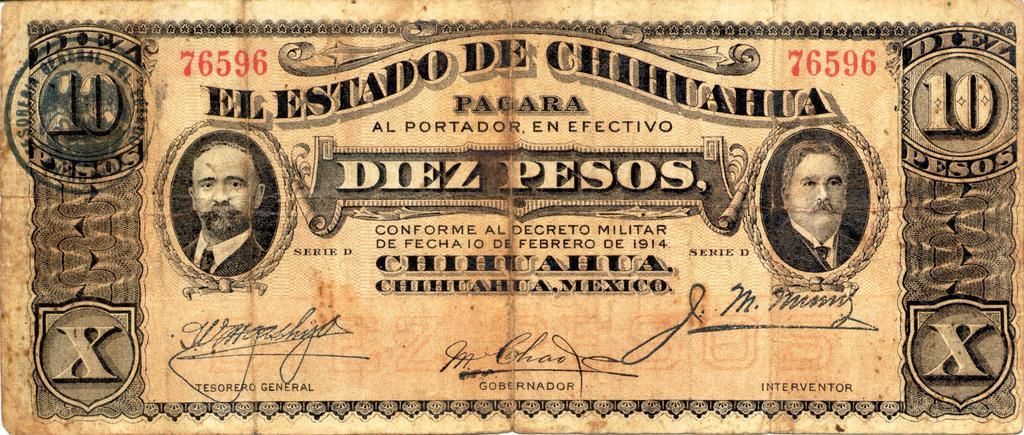 DIEZ
10
PESOS
76596
EL ESTADO DE CHIHUAHUA
76596
DIEZ
10
PESOS
PAGARA
AL PORTADOR, EN EFECTIVO
DIEZ PESOS,
CONFORME AL DECRETO MILITAR
DE FECHA 10 DE FEBRERO DE 1914.
SERIE D
SERIE D
CHIHUAHUA,
CHIHUAHUA, MEXICO.
X
X
M. Chao
J. M.
TESORERO GENERAL
GOBERNADOR
INTERVENTOR